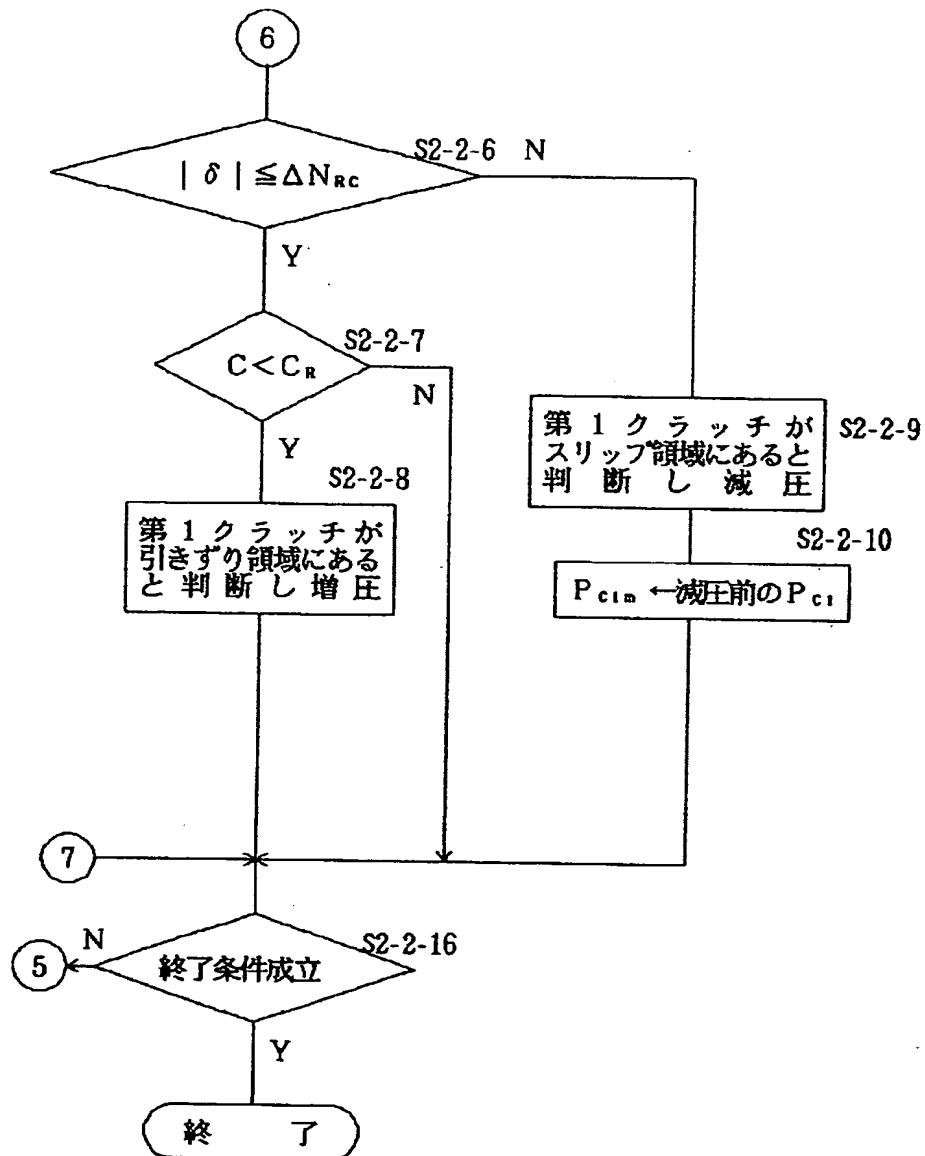 6
S2-2-6 N
| δ | ≦ΔN_RC
Y
S2-2-7
C<C_R
N
Y
S2-2-8
第1クラッチが
引きずり領域にある
と判断し増圧
第1クラッチが
スリップ領域にあると
判断し減圧
S2-2-9
S2-2-10
P_C1m ←減圧前のP_C1
7
N
S2-2-16
5
終了条件成立
Y
終 了